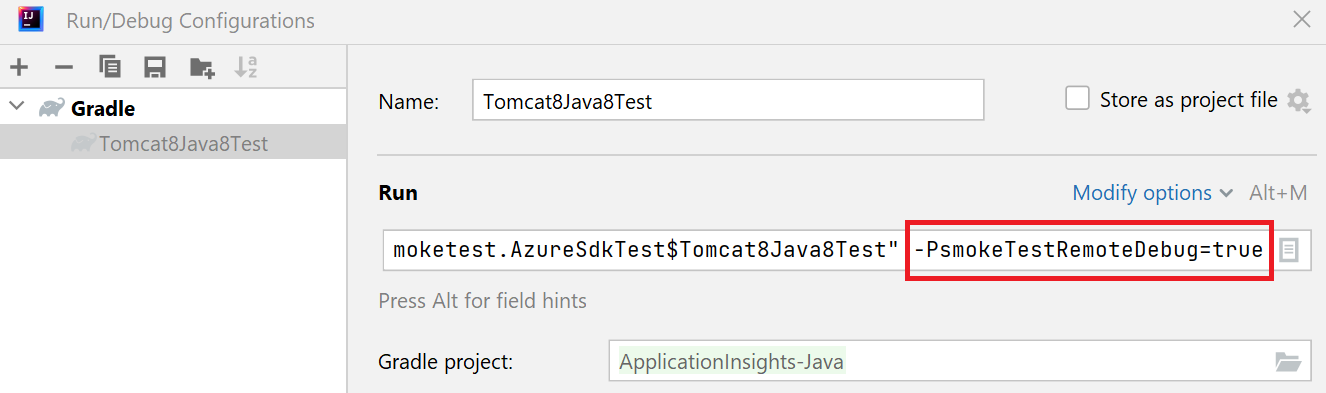 IJ Run/Debug Configurations
a
z
Gradle
Tomcat8Java8Test
Name: Tomcat8Java8Test
Store as project file
Run
Modify options Alt+M
moketest.AzureSdkTest$Tomcat8Java8Test" -PsmokeTestRemoteDebug=true
Press Alt for field hints
Gradle project: ApplicationInsights-Java